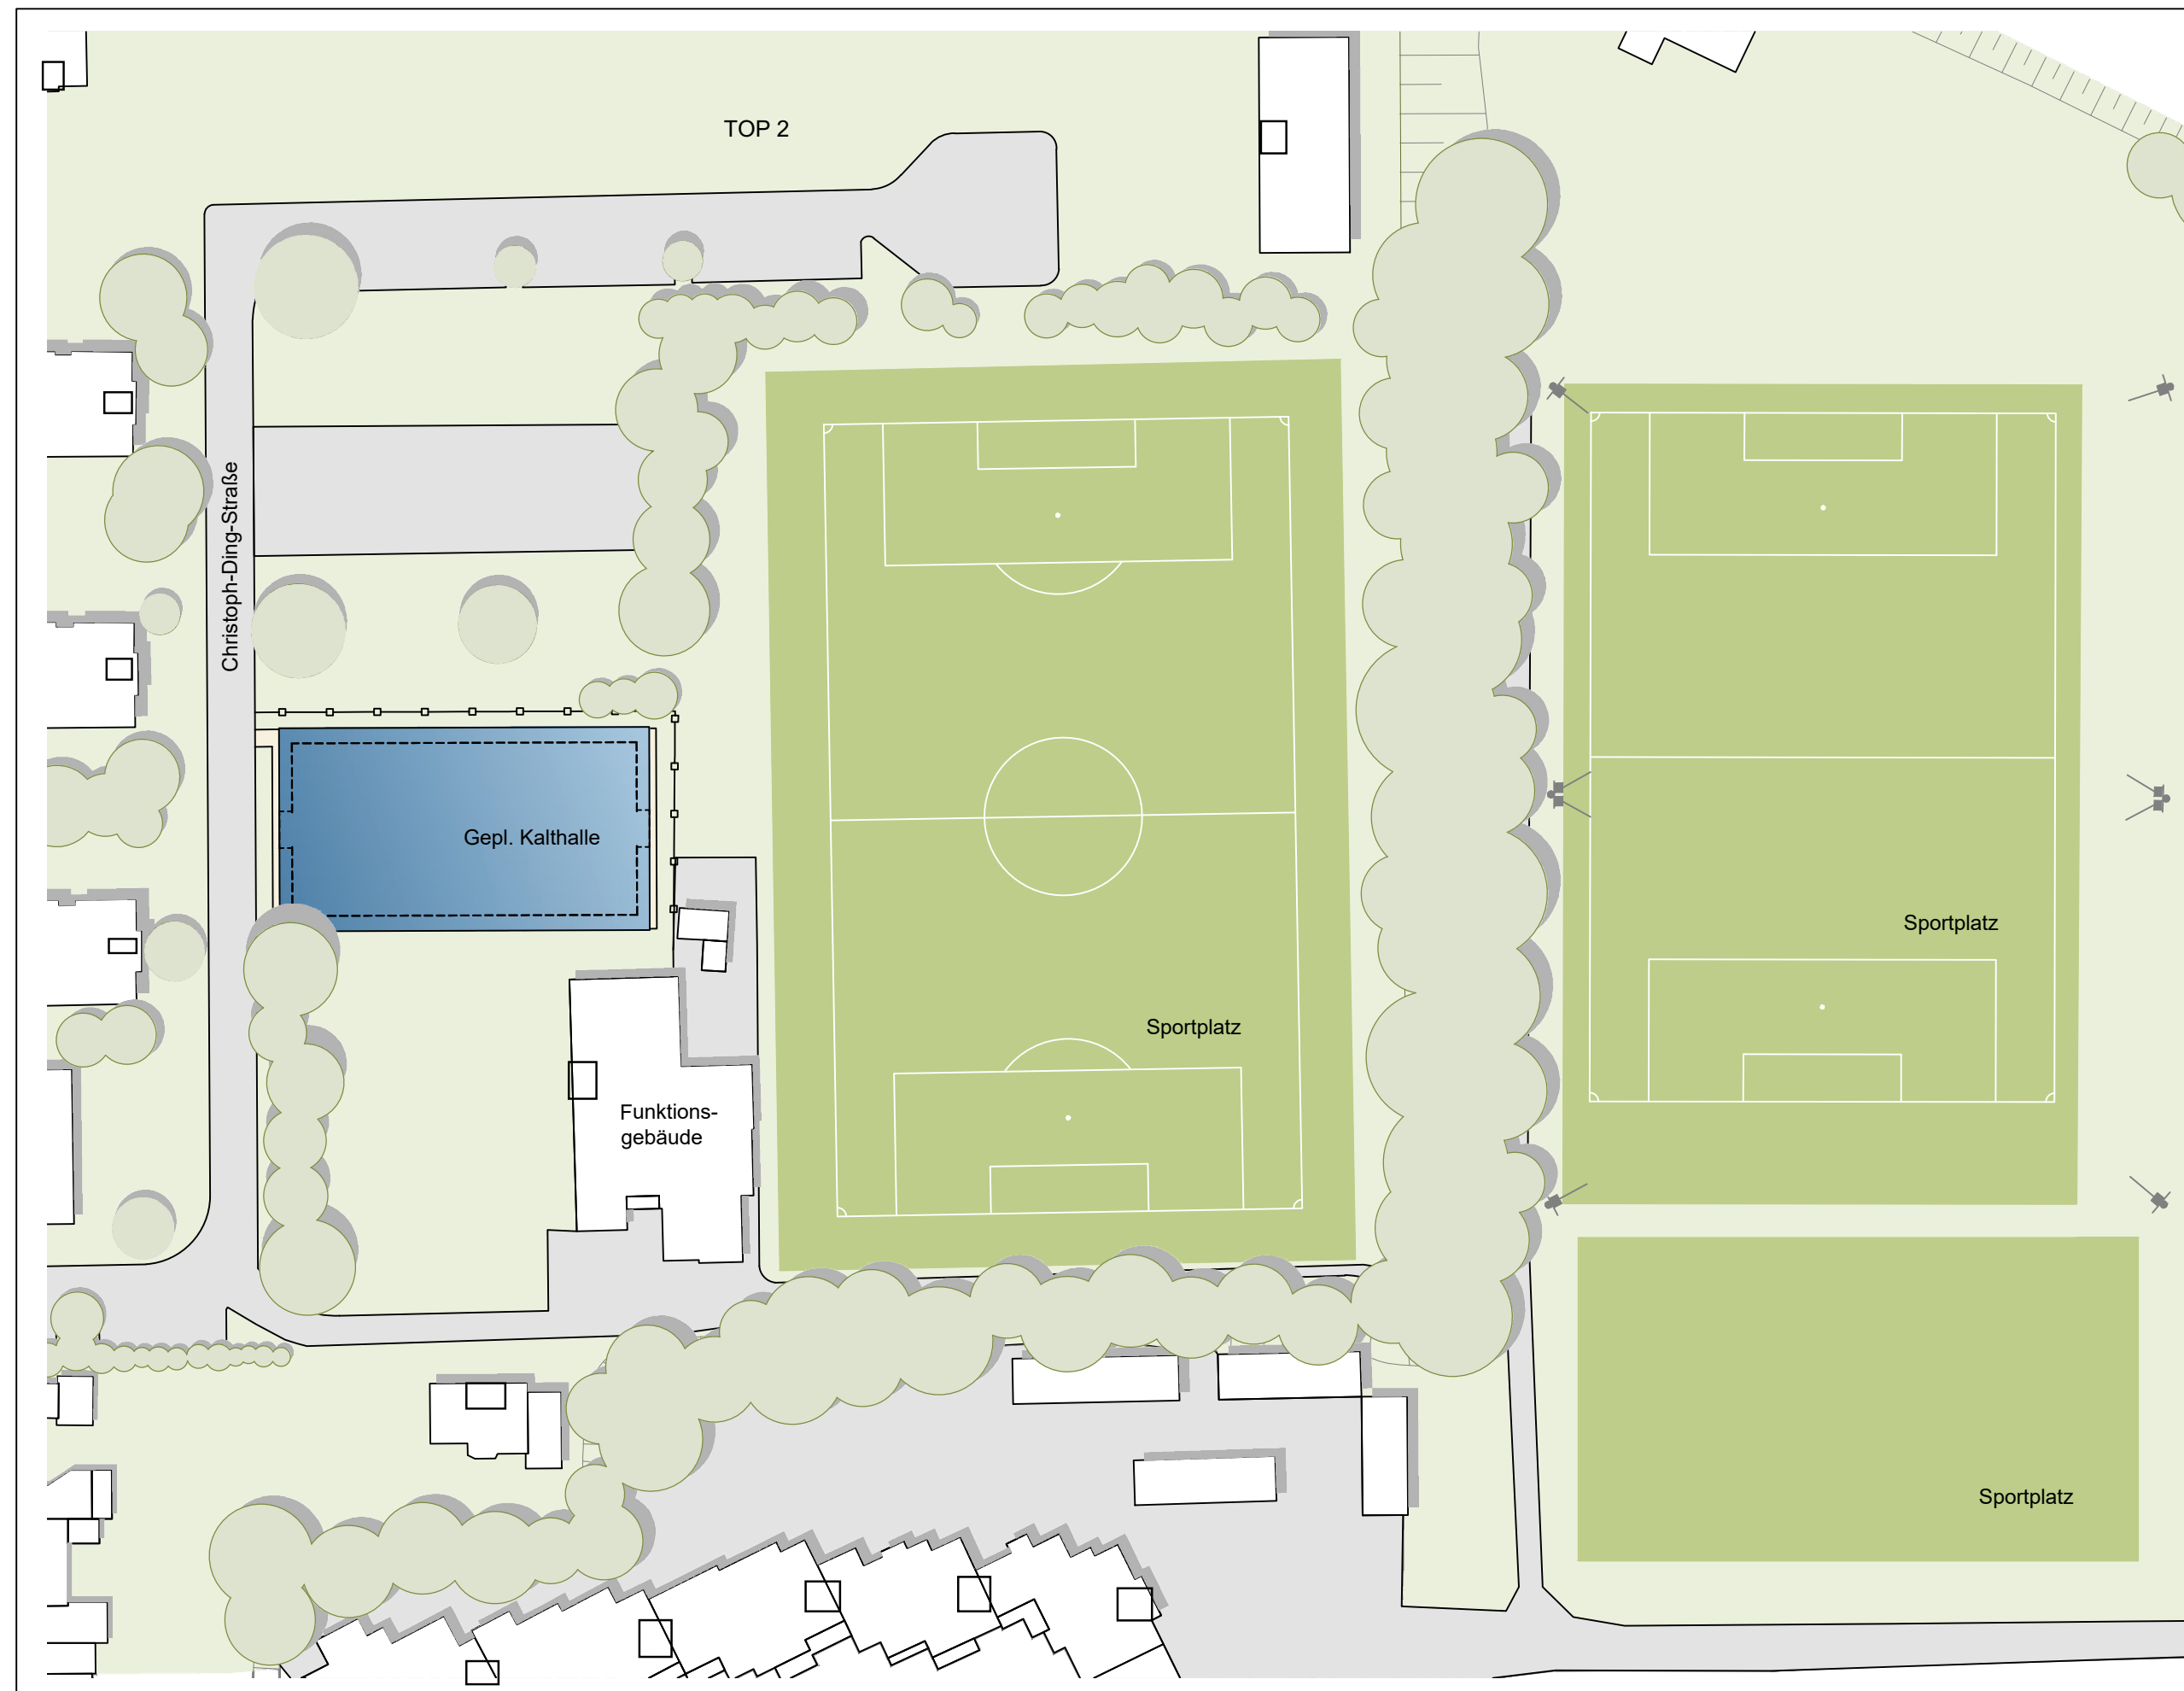 TOP 2
Christoph-Ding-Straße
Gepl. Kalthalle
Sportplatz
Sportplatz
Funktions-
gebäude
Sportplatz